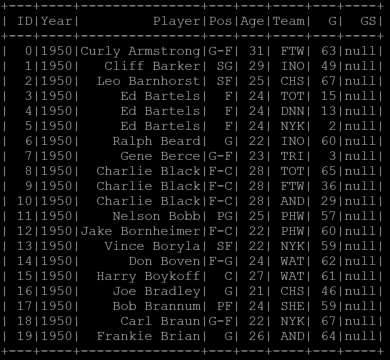 +---+----+---------------+---+---+----+---+----+
| ID|Year|         Player|Pos|Age|Team|  G|  GS|
+---+----+---------------+---+---+----+---+----+
|  0|1950|Curly Armstrong|G-F| 31| FTW| 63|null|
|  1|1950|   Cliff Barker| SG| 29| INO| 49|null|
|  2|1950|  Leo Barnhorst| SF| 25| CHS| 67|null|
|  3|1950|     Ed Bartels|  F| 24| TOT| 15|null|
|  4|1950|     Ed Bartels|  F| 24| DNN| 13|null|
|  5|1950|     Ed Bartels|  F| 24| NYK|  2|null|
|  6|1950|    Ralph Beard|  G| 22| INO| 60|null|
|  7|1950|     Gene Berce|G-F| 23| TRI|  3|null|
|  8|1950|  Charlie Black|F-C| 28| TOT| 65|null|
|  9|1950|  Charlie Black|F-C| 28| FTW| 36|null|
| 10|1950|  Charlie Black|F-C| 28| AND| 29|null|
| 11|1950|    Nelson Bobb| PG| 25| PHW| 57|null|
| 12|1950|Jake Bornheimer|F-C| 22| PHW| 60|null|
| 13|1950|   Vince Boryla| SF| 22| NYK| 59|null|
| 14|1950|      Don Boven|F-G| 24| WAT| 62|null|
| 15|1950|  Harry Boykoff|  C| 27| WAT| 61|null|
| 16|1950|    Joe Bradley|  G| 21| CHS| 46|null|
| 17|1950|    Bob Brannum| PF| 24| SHE| 59|null|
| 18|1950|     Carl Braun|G-F| 22| NYK| 67|null|
| 19|1950|  Frankie Brian|  G| 26| AND| 64|null|
+---+----+---------------+---+---+----+---+----+